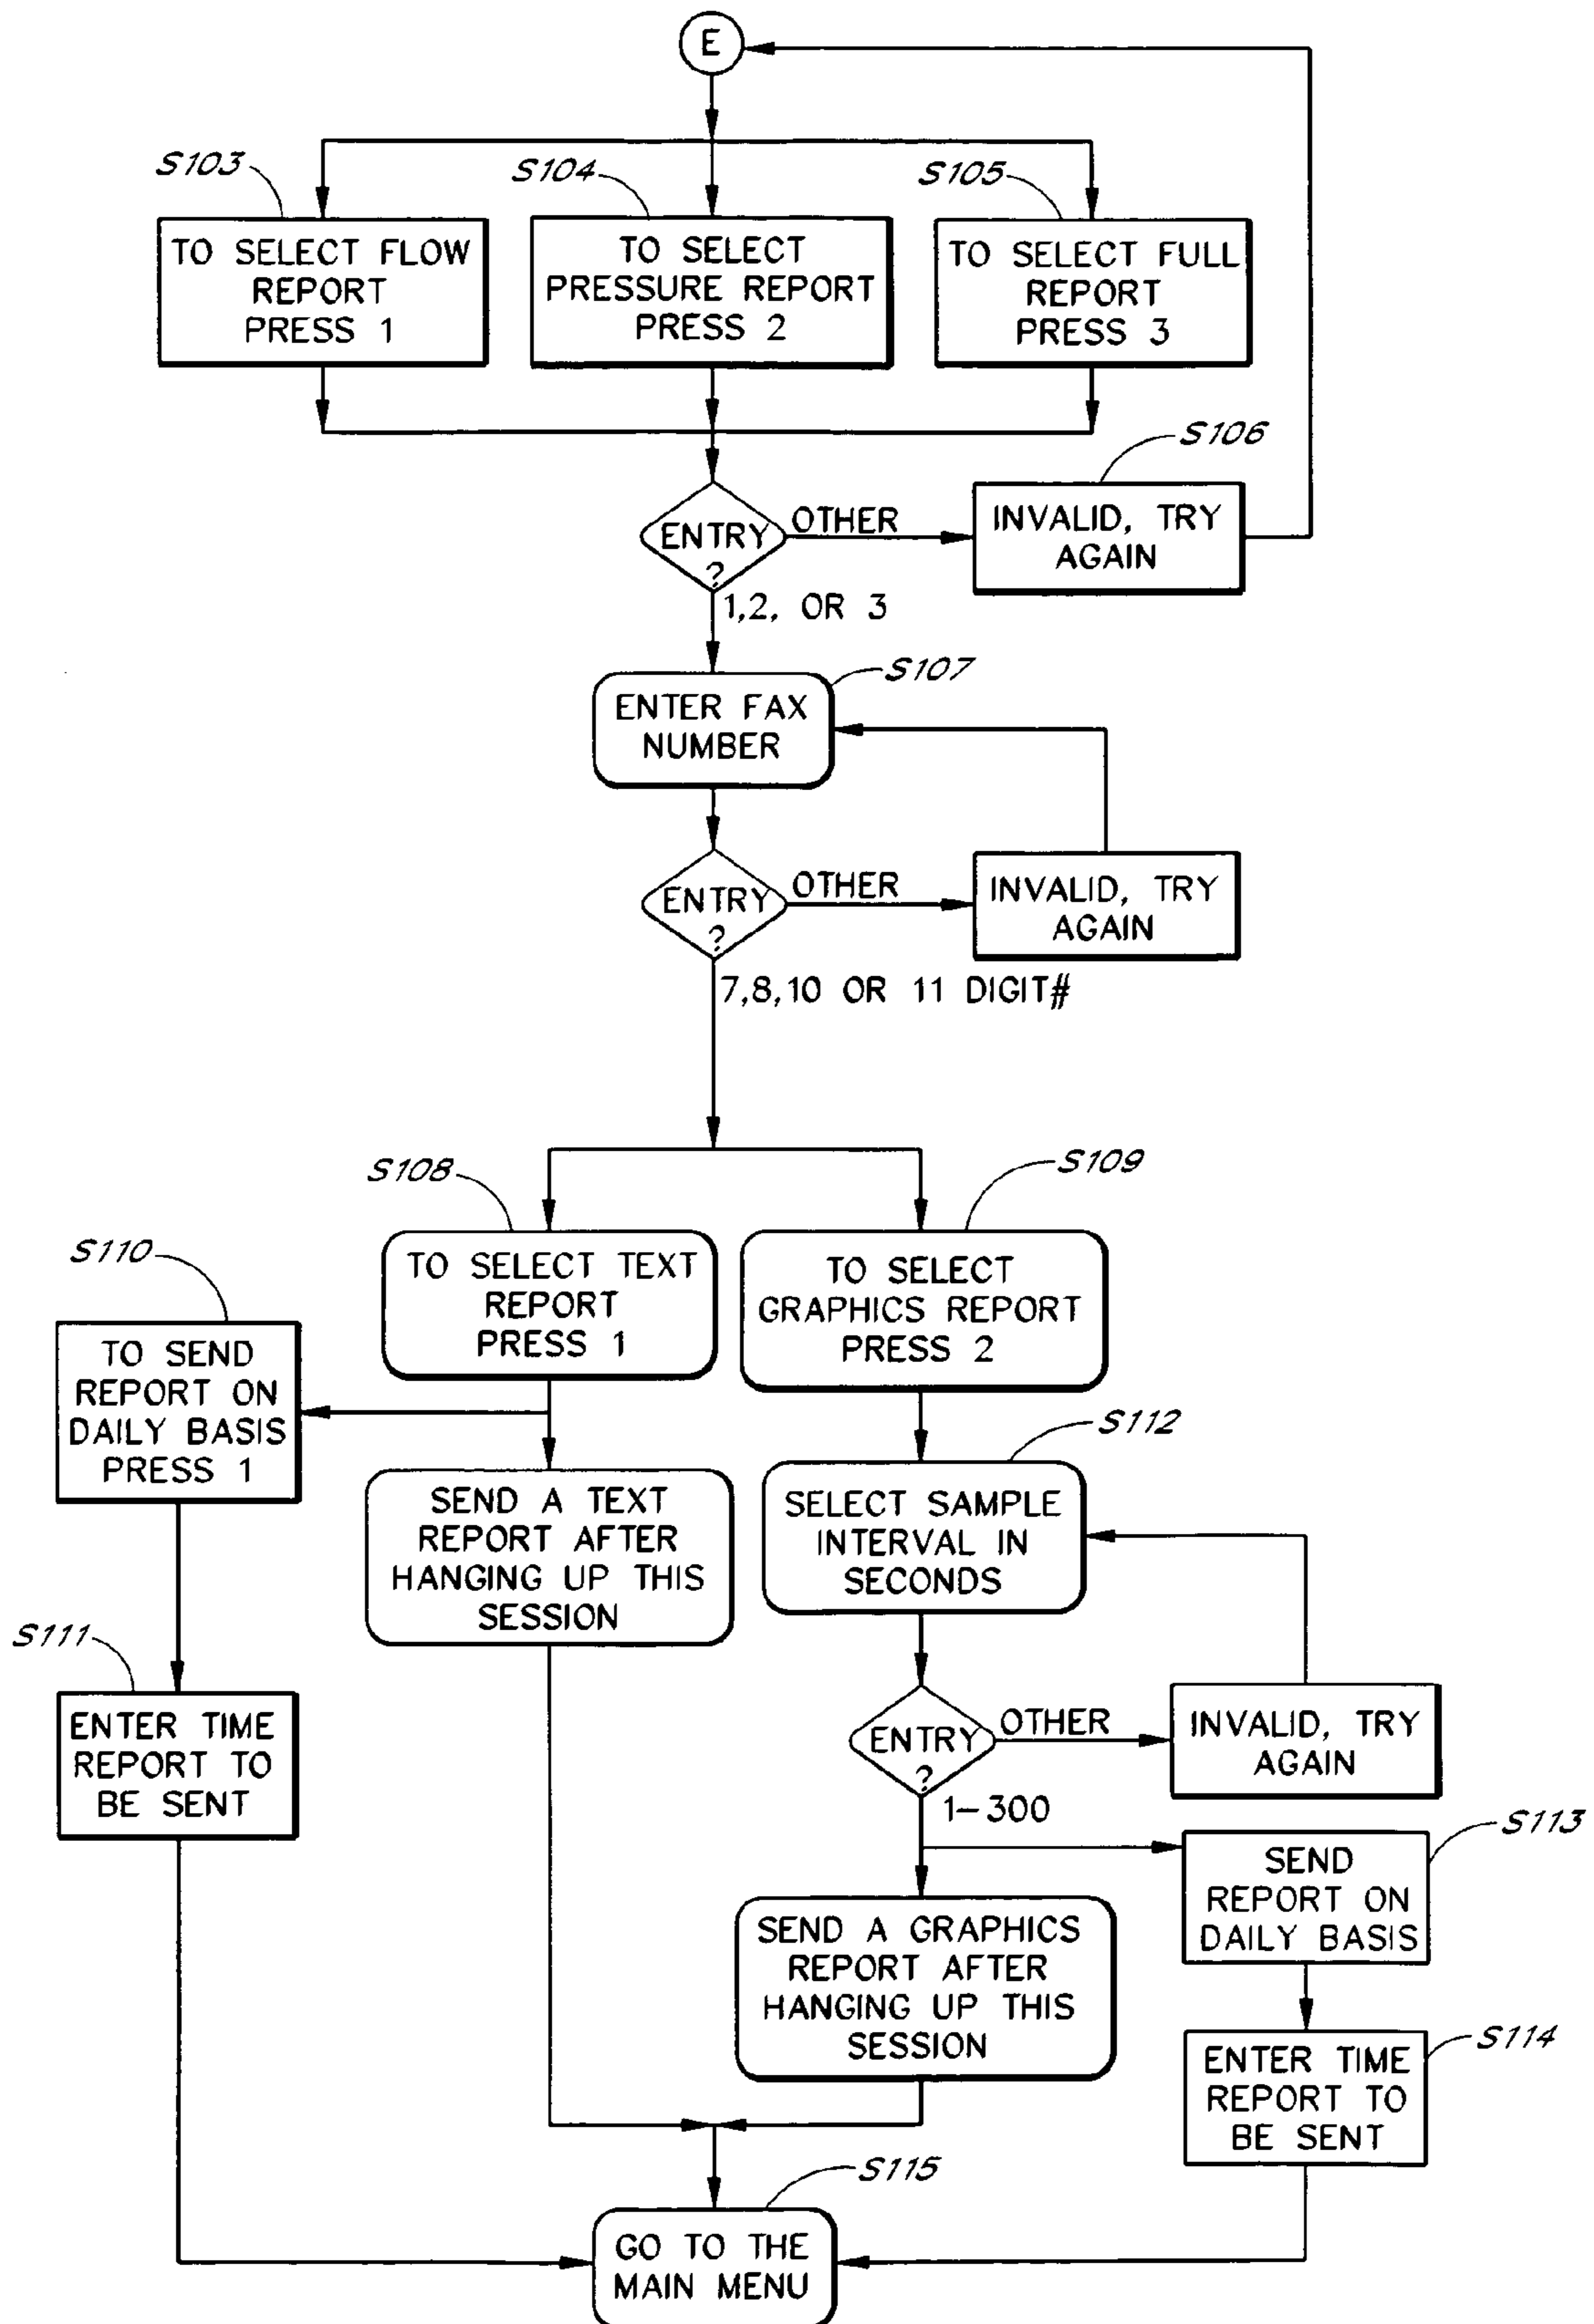 E
S103
S104
S105
TO SELECT FLOW
REPORT
PRESS 1
TO SELECT
PRESSURE REPORT
PRESS 2
TO SELECT FULL
REPORT
PRESS 3
S106
ENTRY
?
OTHER
INVALID, TRY
AGAIN
1,2, OR 3
S107
ENTER FAX
NUMBER
ENTRY
?
OTHER
INVALID, TRY
AGAIN
7,8,10 OR 11 DIGIT#
S108
S109
S110
TO SELECT TEXT
REPORT
PRESS 1
TO SELECT
GRAPHICS REPORT
PRESS 2
TO SEND
REPORT ON
DAILY BASIS
PRESS 1
S112
SEND A TEXT
REPORT AFTER
HANGING UP THIS
SESSION
SELECT SAMPLE
INTERVAL IN
SECONDS
S111
ENTER TIME
REPORT TO
BE SENT
ENTRY
?
OTHER
INVALID, TRY
AGAIN
1-300
S113
SEND
REPORT ON
DAILY BASIS
SEND A GRAPHICS
REPORT AFTER
HANGING UP THIS
SESSION
S114
ENTER TIME
REPORT TO
BE SENT
S115
GO TO THE
MAIN MENU